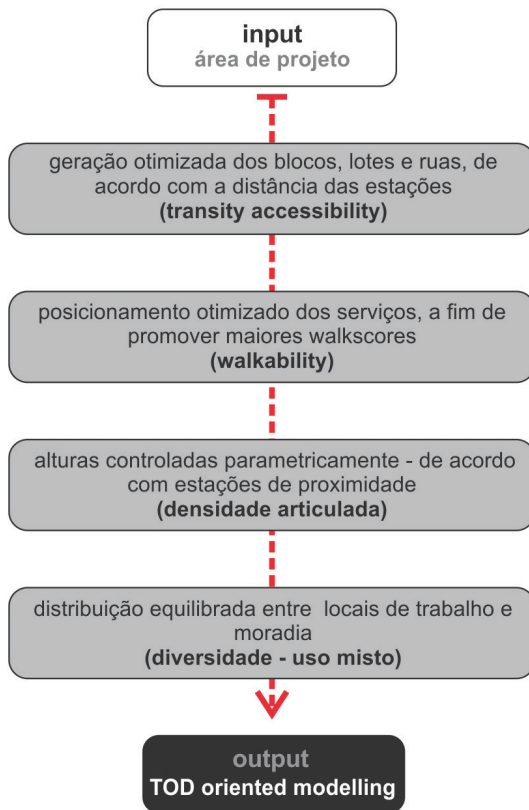 input
área de projeto
geração otimizada dos blocos, lotes e ruas, de
acordo com a distância das estações
(transity accessibility)
posicionamento otimizado dos serviços, a fim de
promover maiores walkscores
(walkability)
alturas controladas parametricamente - de acordo
com estações de proximidade
(densidade articulada)
distribuição equilibrada entre locais de trabalho e
moradia
(diversidade - uso misto)
output
TOD oriented modelling